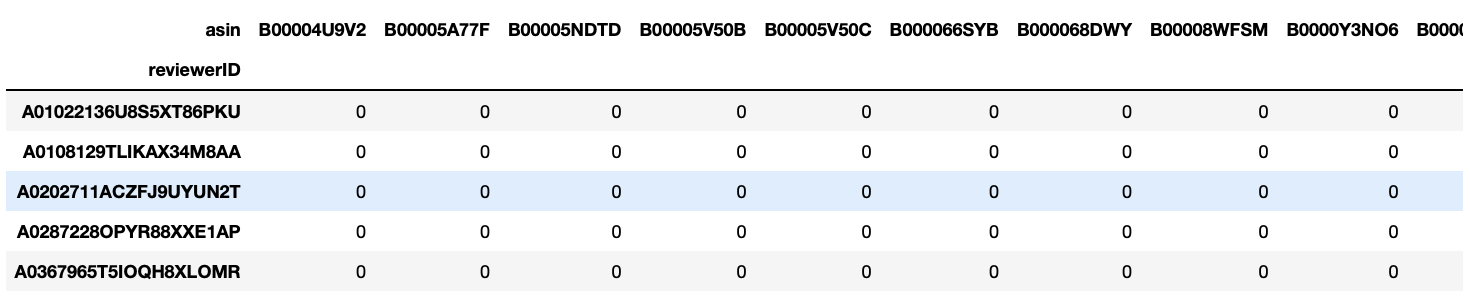 asin B00004U9V2 B00005A77F B00005NDTD B00005V50B B00005V50C B000066SYB B000068DWY B00008WFSM B0000Y3NO6 B0000
reviewerID
A01022136U8S5XT86PKU 0 0 0 0 0 0 0 0 0
A0108129TLIKAX34M8AA 0 0 0 0 0 0 0 0 0
A0202711ACZFJ9UYUN2T 0 0 0 0 0 0 0 0 0
A0287228OPYR88XXE1AP 0 0 0 0 0 0 0 0 0
A0367965T5IOQH8XLOMR 0 0 0 0 0 0 0 0 0